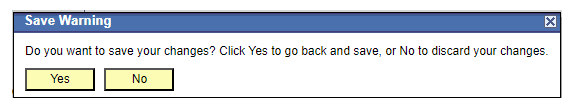 Save Warning
Do you want to save your changes? Click Yes to go back and save, or No to discard your changes.
Yes No